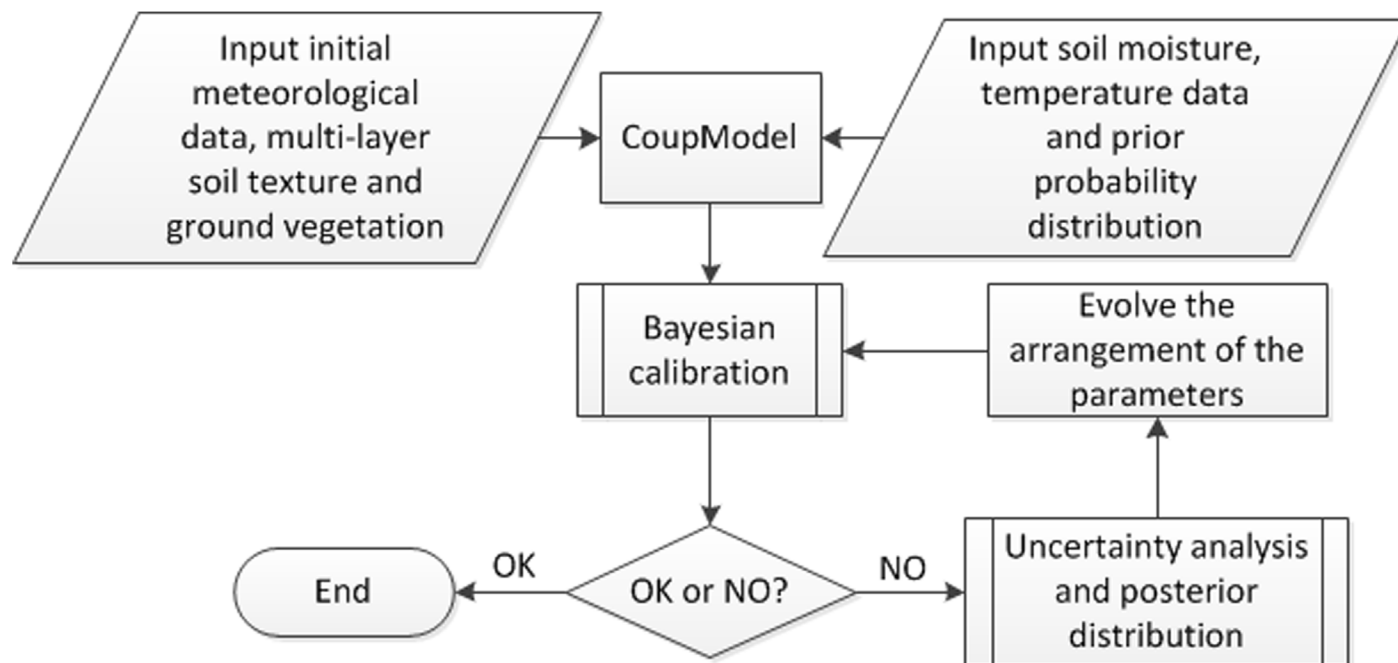 Input initial
meteorological
data, multi-layer
soil texture and
ground vegetation
CoupModel
Input soil moisture,
temperature data
and prior
probability
distribution
Bayesian
calibration
Evolve the
arrangement of the
parameters
End
OK
OK or NO?
NO
Uncertainty analysis
and posterior
distribution